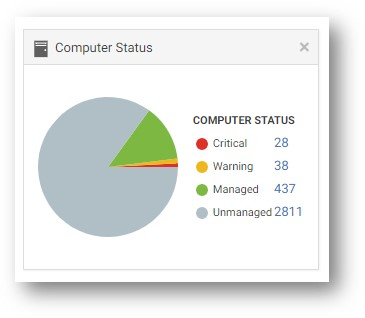 Computer Status
COMPUTER STATUS
Critical 28
Warning 38
Managed 437
Unmanaged 2811